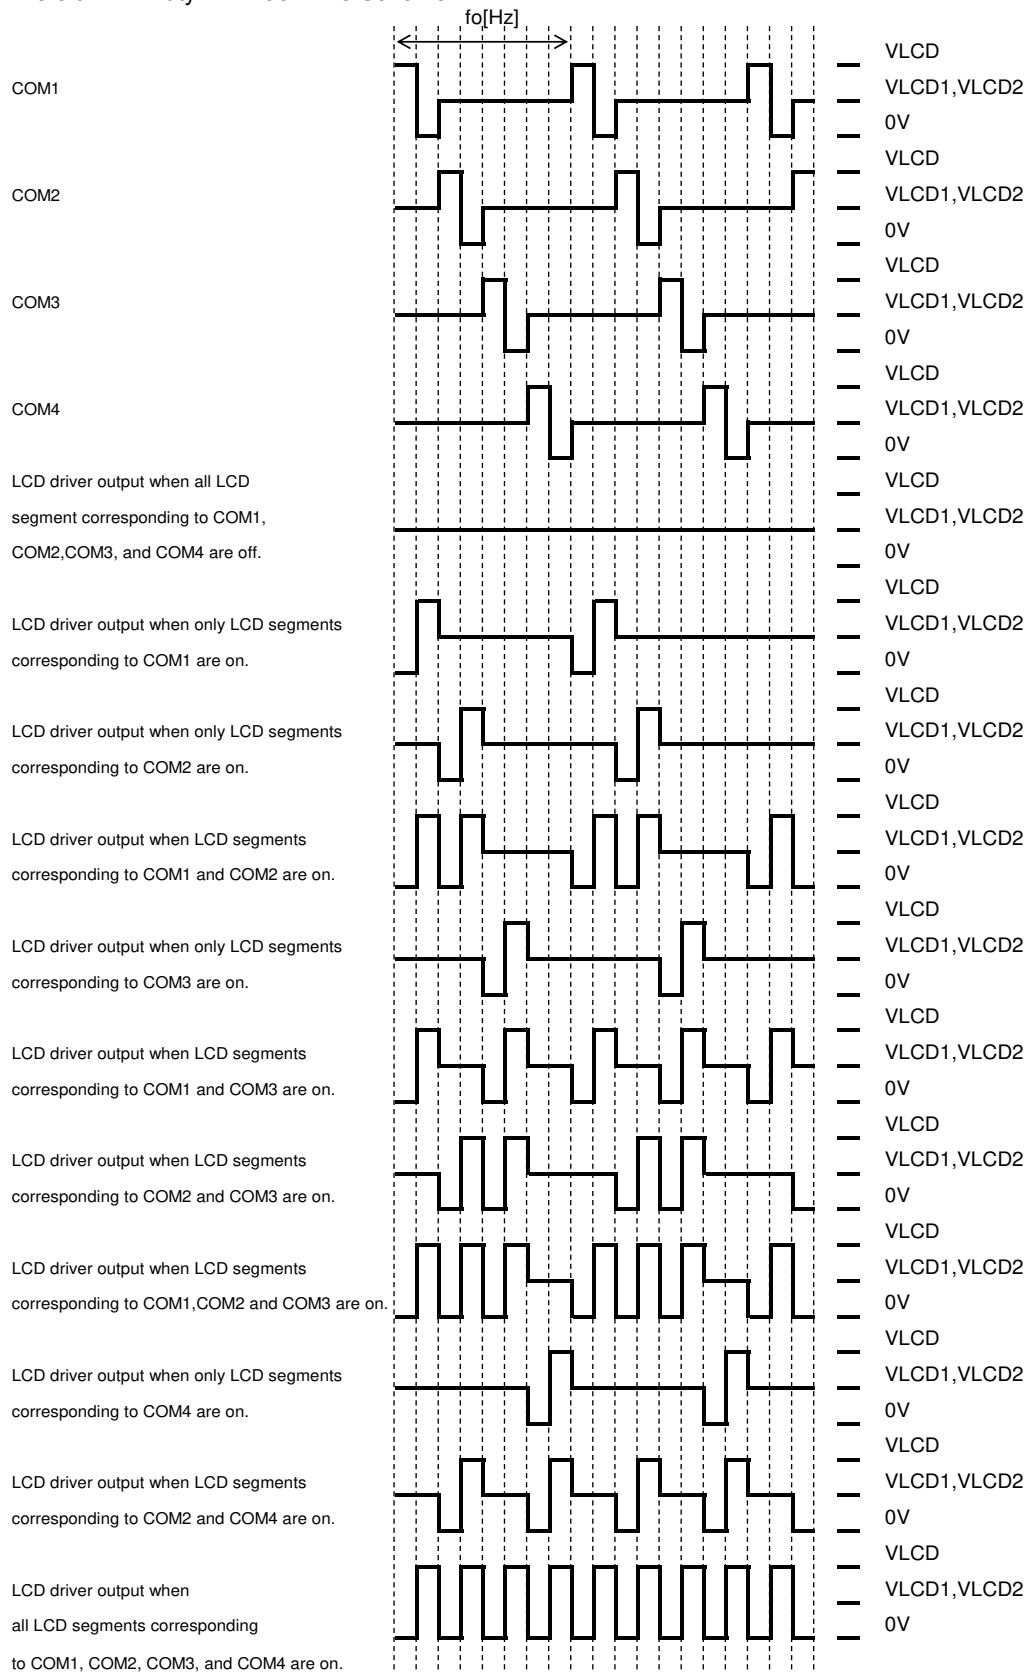 fo[Hz]
VLCD
COM1
VLCD1,VLCD2
0V
VLCD
COM2
VLCD1,VLCD2
0V
VLCD
COM3
VLCD1,VLCD2
0V
VLCD
COM4
VLCD1,VLCD2
0V
LCD driver output when all LCD
segment corresponding to COM1,
COM2,COM3, and COM4 are off.
VLCD
VLCD1,VLCD2
0V
LCD driver output when only LCD segments
corresponding to COM1 are on.
VLCD
VLCD1,VLCD2
0V
LCD driver output when only LCD segments
corresponding to COM2 are on.
VLCD
VLCD1,VLCD2
0V
LCD driver output when LCD segments
corresponding to COM1 and COM2 are on.
VLCD
VLCD1,VLCD2
0V
LCD driver output when only LCD segments
corresponding to COM3 are on.
VLCD
VLCD1,VLCD2
0V
LCD driver output when LCD segments
corresponding to COM1 and COM3 are on.
VLCD
VLCD1,VLCD2
0V
LCD driver output when LCD segments
corresponding to COM2 and COM3 are on.
VLCD
VLCD1,VLCD2
0V
LCD driver output when LCD segments
corresponding to COM1,COM2 and COM3 are on.
VLCD
VLCD1,VLCD2
0V
LCD driver output when only LCD segments
corresponding to COM4 are on.
VLCD
VLCD1,VLCD2
0V
LCD driver output when LCD segments
corresponding to COM2 and COM4 are on.
VLCD
VLCD1,VLCD2
0V
LCD driver output when
all LCD segments corresponding
to COM1, COM2, COM3, and COM4 are on.
VLCD
VLCD1,VLCD2
0V